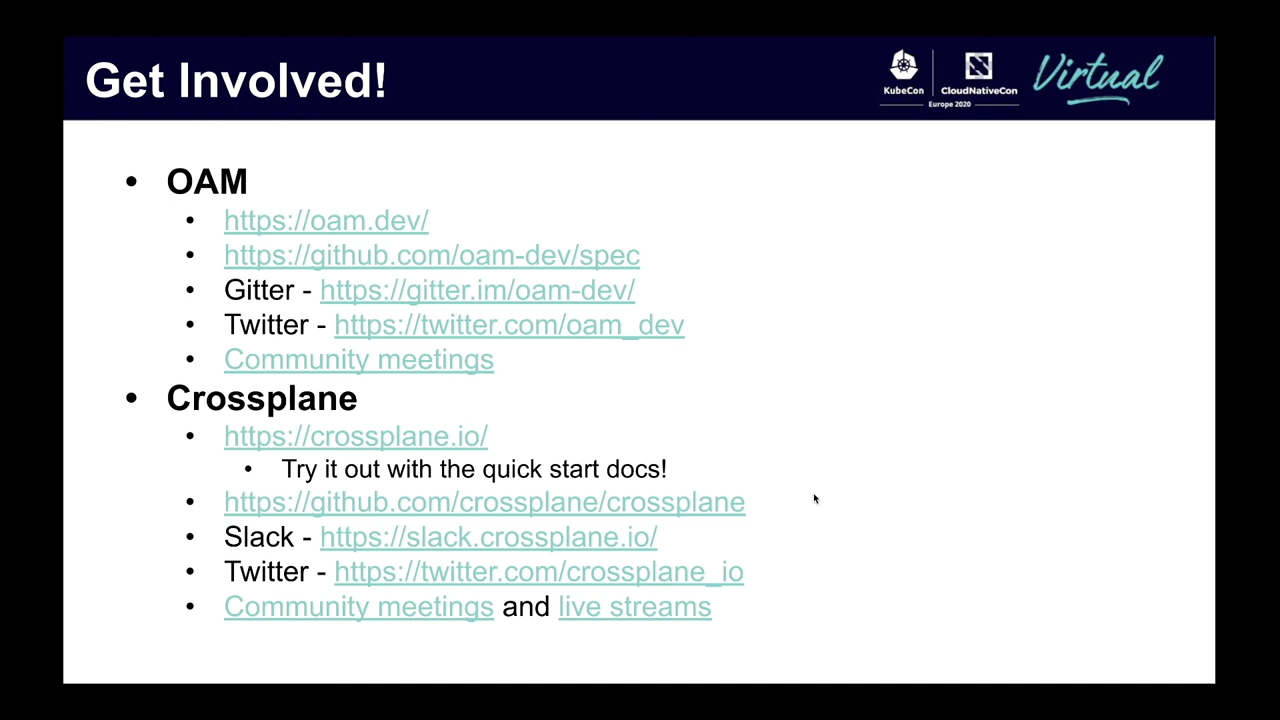 Get Involved!
KubeCon
CloudNativeCon
Europe 2020
Virtual
• OAM
• https://oam.dev/
• https://github.com/oam-dev/spec
• Gitter - https://gitter.im/oam-dev/
• Twitter - https://twitter.com/oam_dev
• Community meetings
• Crossplane
• https://crossplane.io/
• Try it out with the quick start docs!
• https://github.com/crossplane/crossplane
• Slack - https://slack.crossplane.io/
• Twitter - https://twitter.com/crossplane_io
• Community meetings and live streams